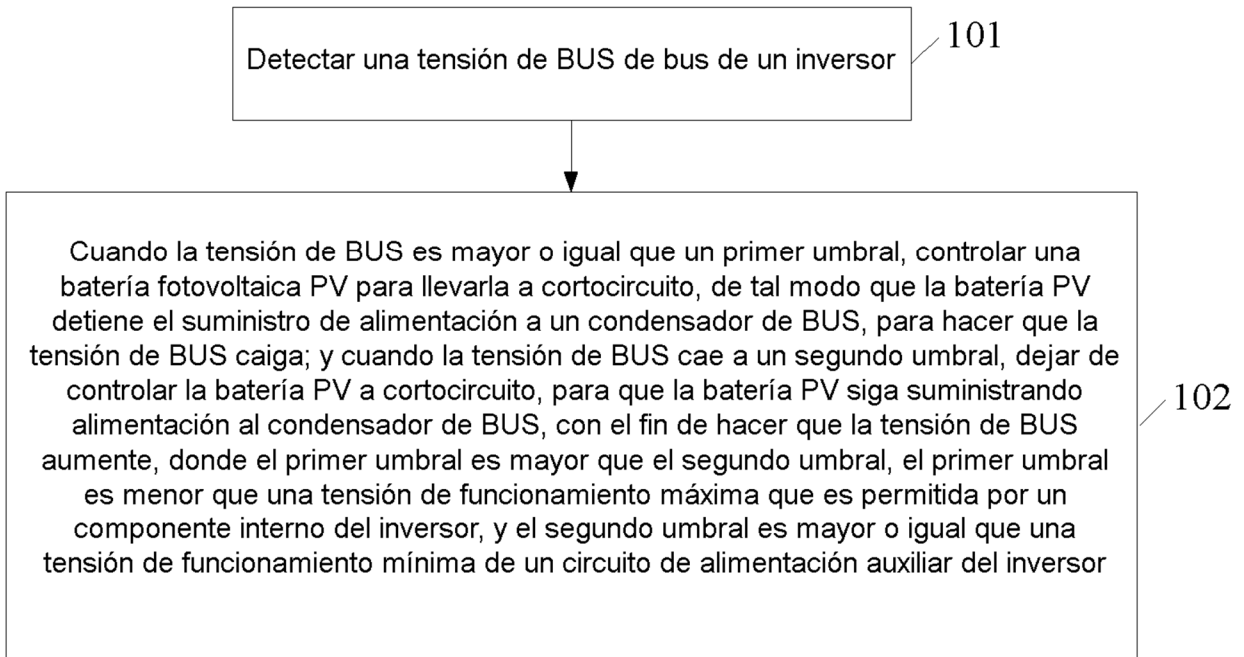 Detectar una tensión de BUS de bus de un inversor
101
Cuando la tensión de BUS es mayor o igual que un primer umbral, controlar una
batería fotovoltaica PV para llevarla a cortocircuito, de tal modo que la batería PV
detiene el suministro de alimentación a un condensador de BUS, para hacer que la
tensión de BUS caiga; y cuando la tensión de BUS cae a un segundo umbral, dejar de
controlar la batería PV a cortocircuito, para que la batería PV siga suministrando
alimentación al condensador de BUS, con el fin de hacer que la tensión de BUS
aumente, donde el primer umbral es mayor que el segundo umbral, el primer umbral
es menor que una tensión de funcionamiento máxima que es permitida por un
componente interno del inversor, y el segundo umbral es mayor o igual que una
tensión de funcionamiento mínima de un circuito de alimentación auxiliar del inversor
102